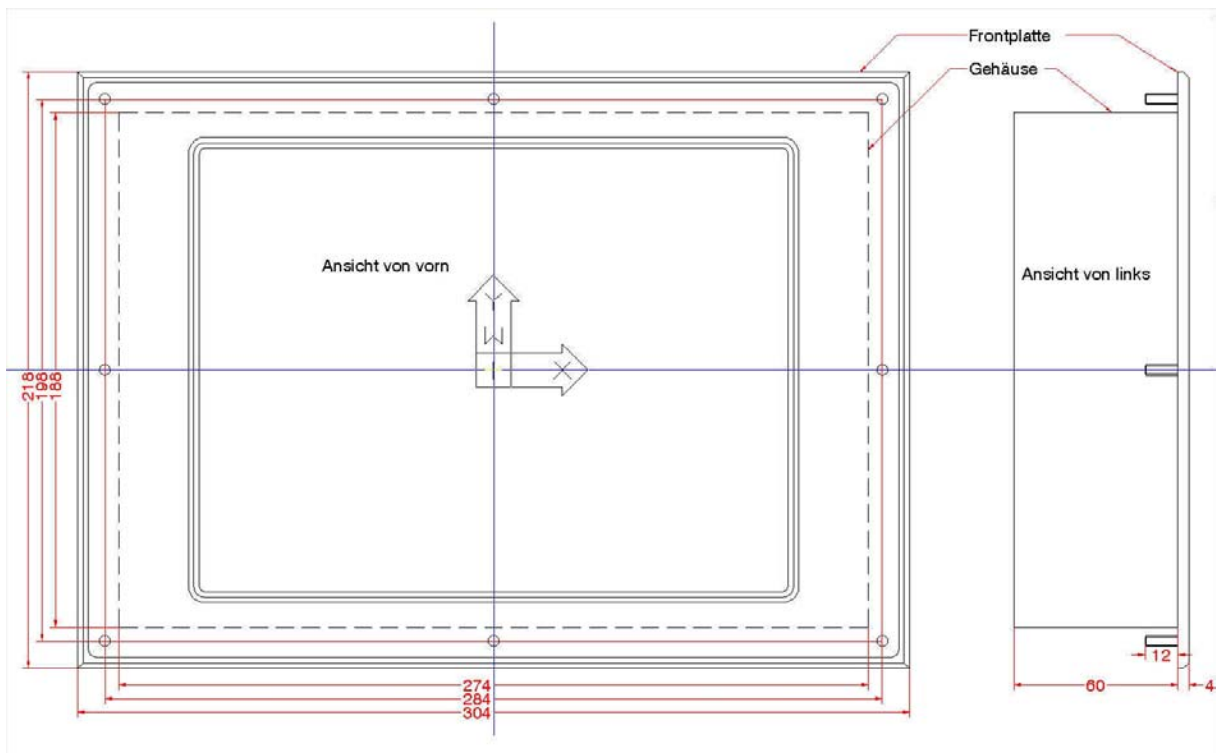 Frontplatte
Gehäuse
Ansicht von vorn
Ansicht von links
Y
W
X
218
198
188
12
274
60
4
284
304